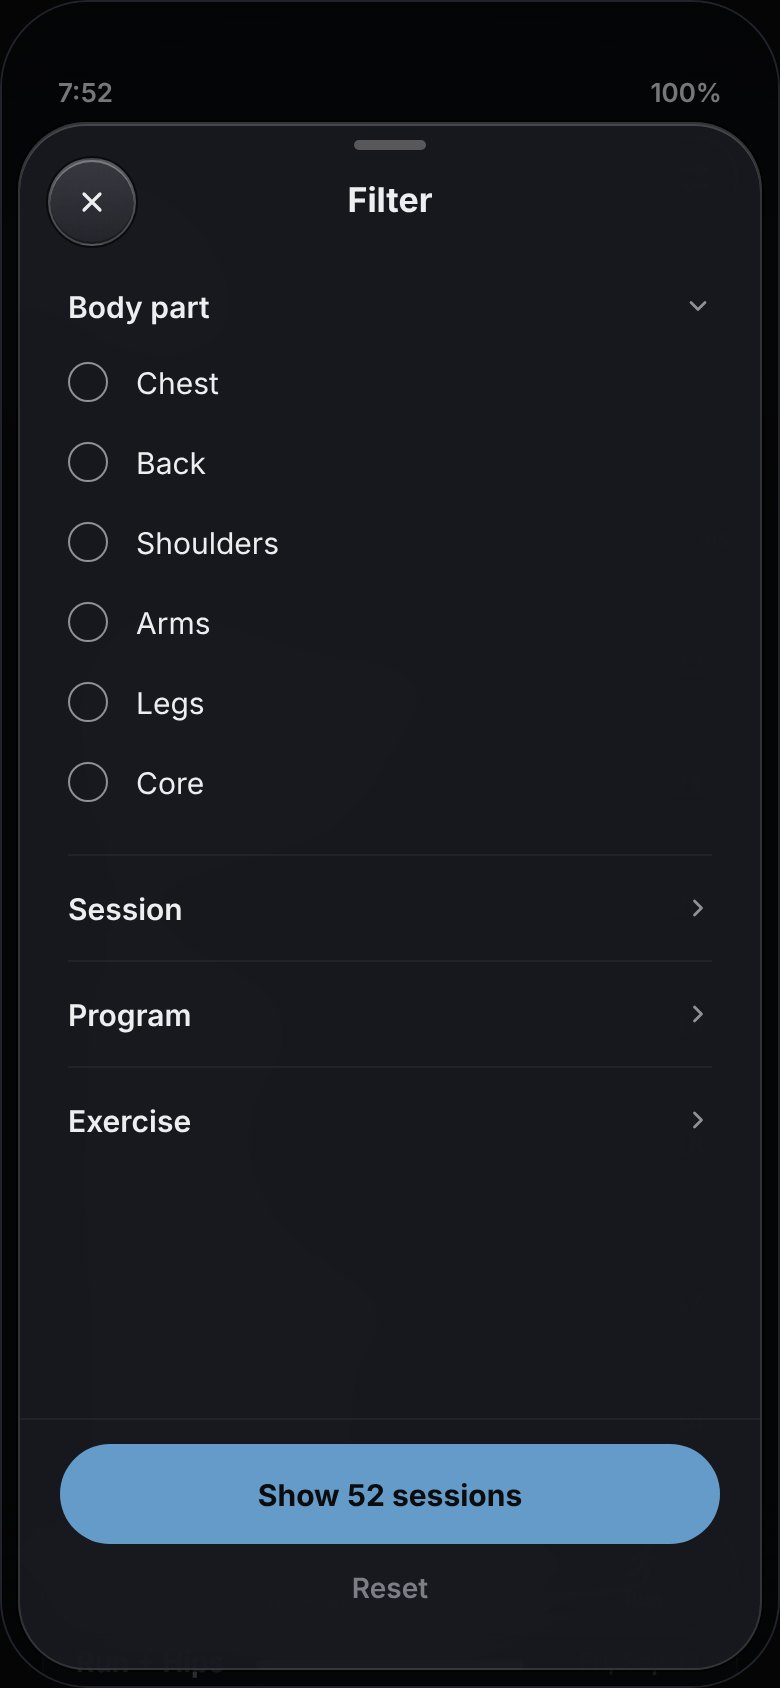 7:52 100%
Filter
Body part
Chest
Back
Shoulders
Arms
Legs
Core
Session
Program
Exercise
Show 52 sessions
Reset